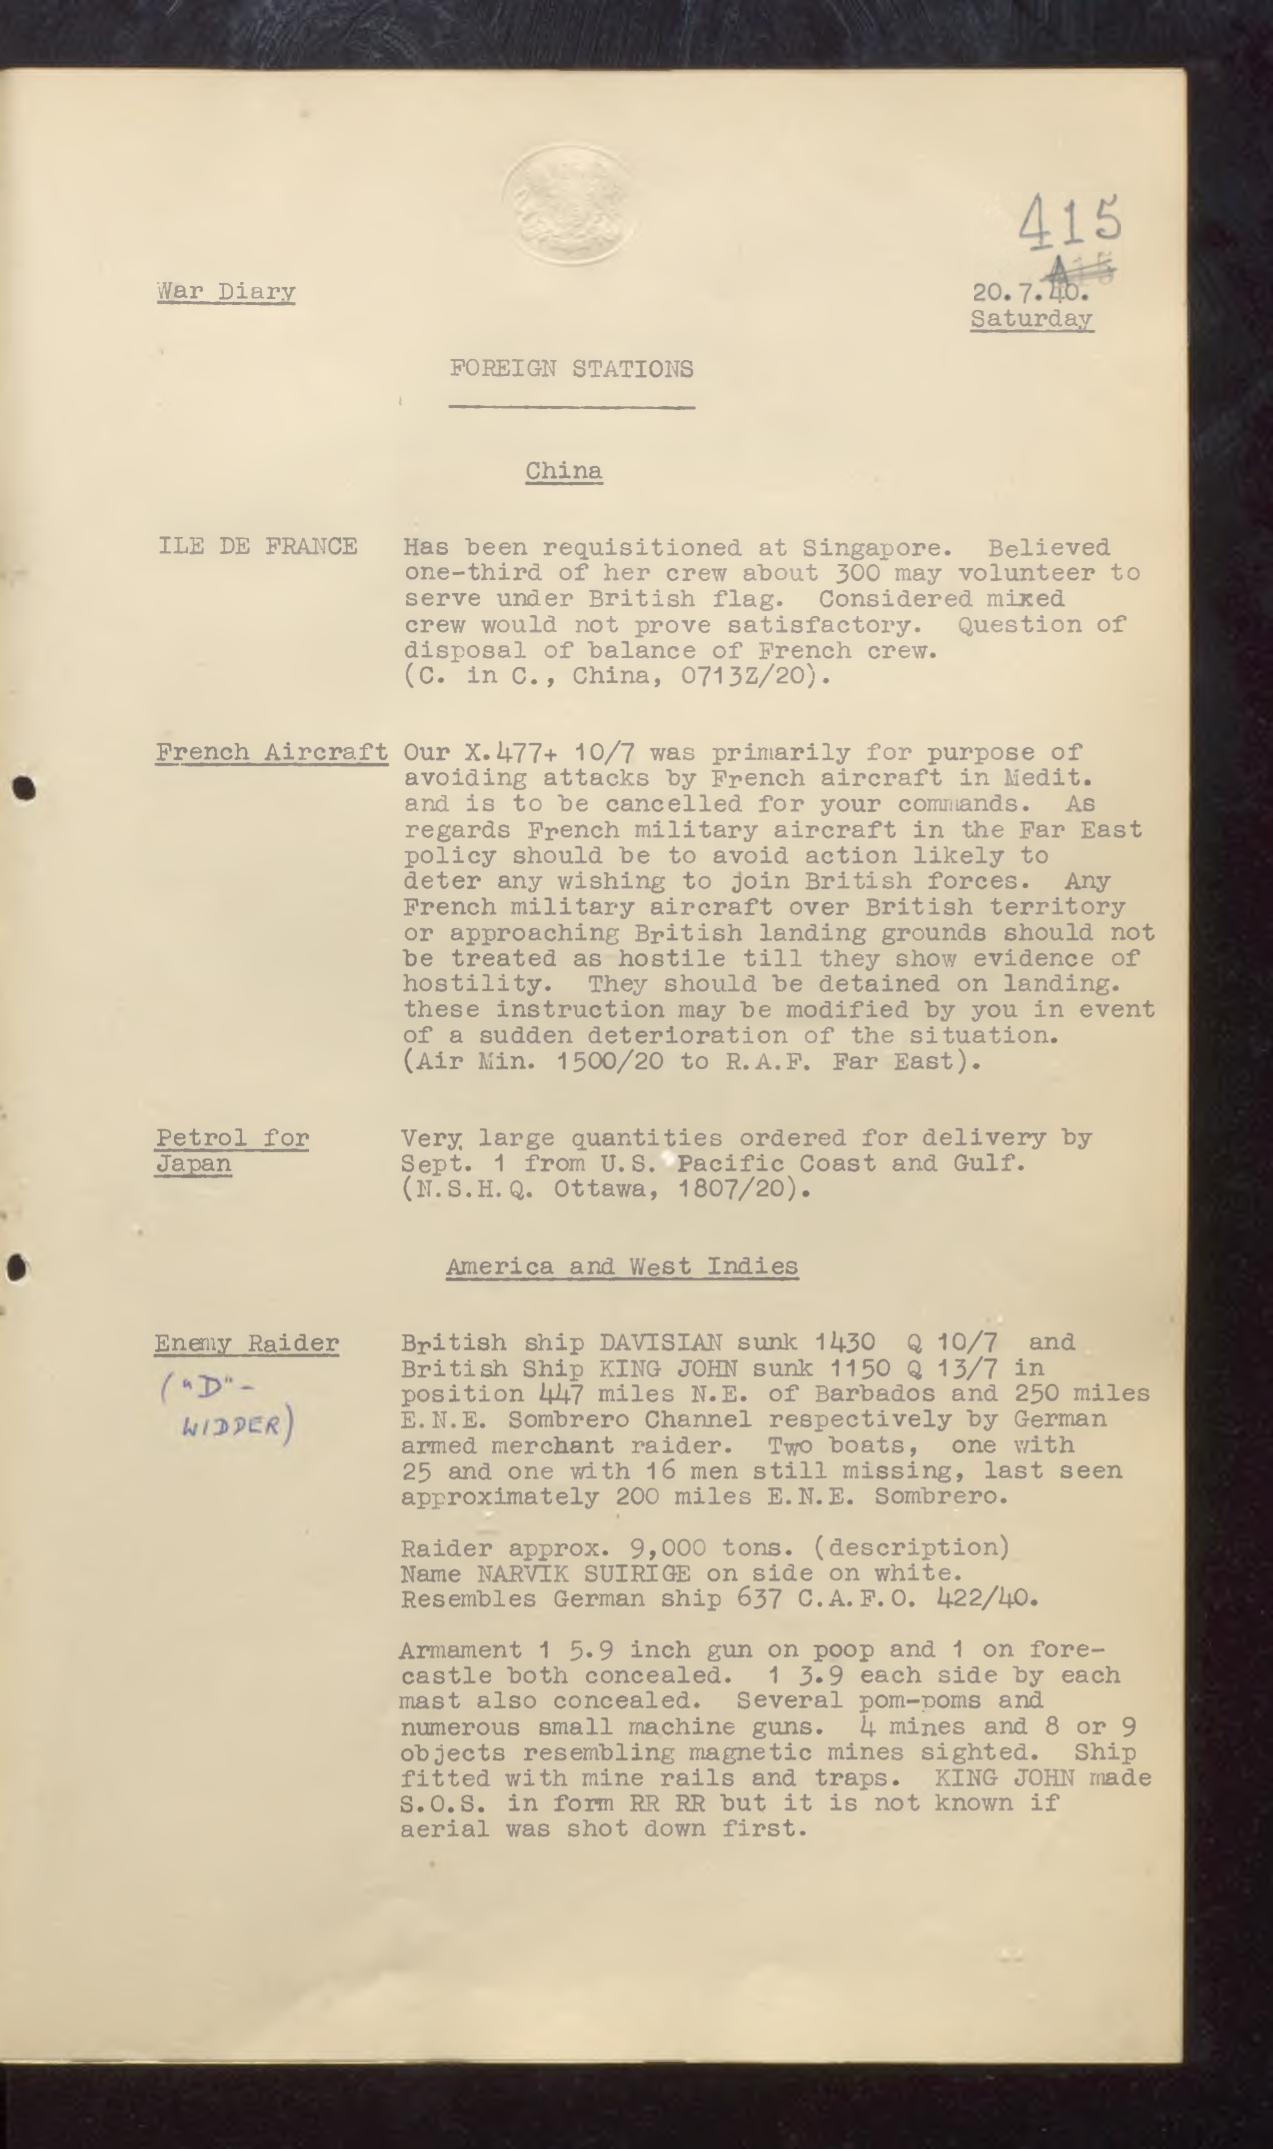 415
War Diary
20.7.40.
Saturday
FOREIGN STATIONS
China
ILE DE FRANCE
Has been requisitioned at Singapore. Believed
one-third of her crew about 300 may volunteer to
serve under British flag. Considered mixed
crew would not prove satisfactory. Question of
disposal of balance of French crew.
(C. in C., China, 0713Z/20).
French Aircraft
Our X.477+ 10/7 was primarily for purpose of
avoiding attacks by French aircraft in Medit.
and is to be cancelled for your commands. As
regards French military aircraft in the Far East
policy should be to avoid action likely to
deter any wishing to join British forces. Any
French military aircraft over British territory
or approaching British landing grounds should not
be treated as hostile till they show evidence of
hostility. They should be detained on landing.
these instruction may be modified by you in event
of a sudden deterioration of the situation.
(Air Min. 1500/20 to R.A.F. Far East).
Petrol for
Japan
Very large quantities ordered for delivery by
Sept. 1 from U.S. Pacific Coast and Gulf.
(N.S.H.Q. Ottawa, 1807/20).
America and West Indies
Enemy Raider
("D"-
WIDDER)
British ship DAVISIAN sunk 1430 Q 10/7 and
British Ship KING JOHN sunk 1150 Q 13/7 in
position 447 miles N.E. of Barbados and 250 miles
E.N.E. Sombrero Channel respectively by German
armed merchant raider. Two boats, one with
25 and one with 16 men still missing, last seen
approximately 200 miles E.N.E. Sombrero.
Raider approx. 9,000 tons. (description)
Name NARVIK SUIRIGE on side on white.
Resembles German ship 637 C.A.F.O. 422/40.
Armament 1 5.9 inch gun on poop and 1 on fore-
castle both concealed. 1 3.9 each side by each
mast also concealed. Several pom-poms and
numerous small machine guns. 4 mines and 8 or 9
objects resembling magnetic mines sighted. Ship
fitted with mine rails and traps. KING JOHN made
S.O.S. in form RR RR but it is not known if
aerial was shot down first.